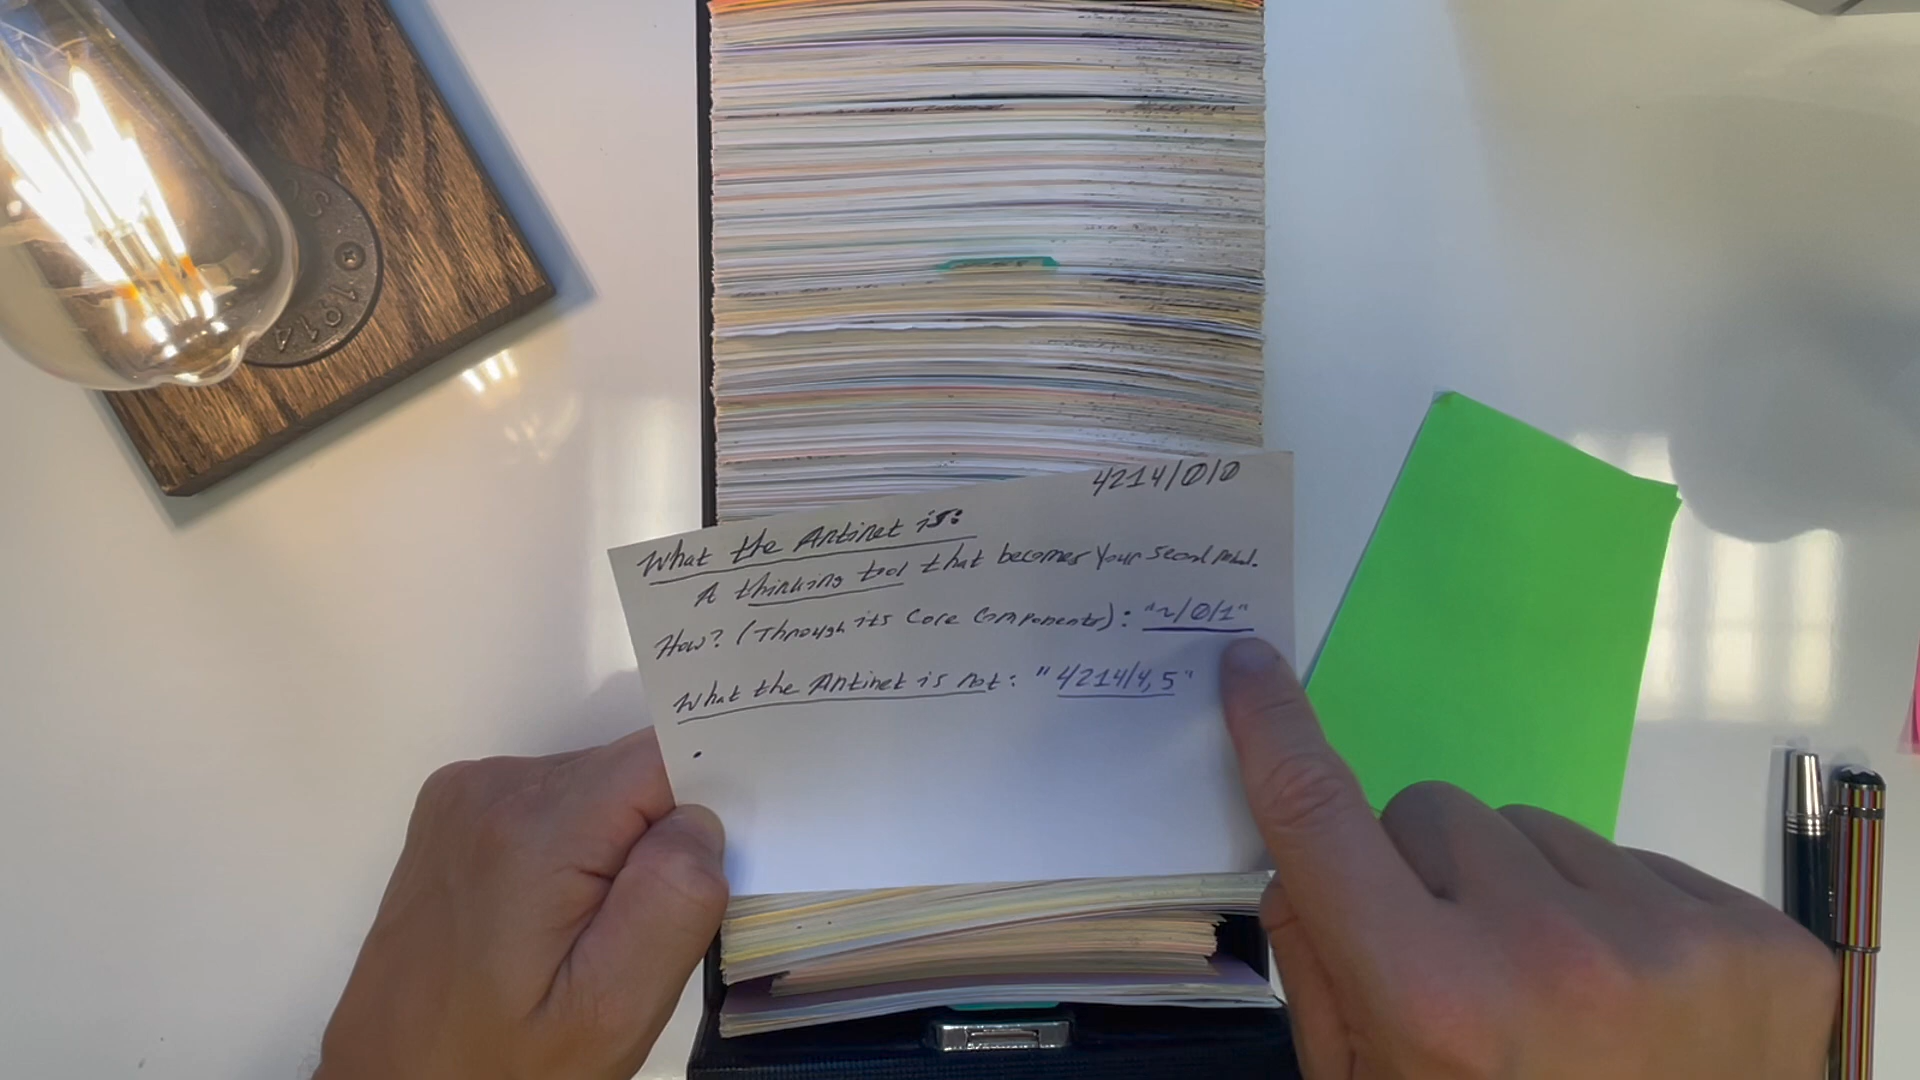 4214/0/0
What the Antinet is:
A thinking tool that becomes your second mind.
How? (Through its Core Components): "~/0/1"
What the Antinet is not: "4214/4,5"
•
1914